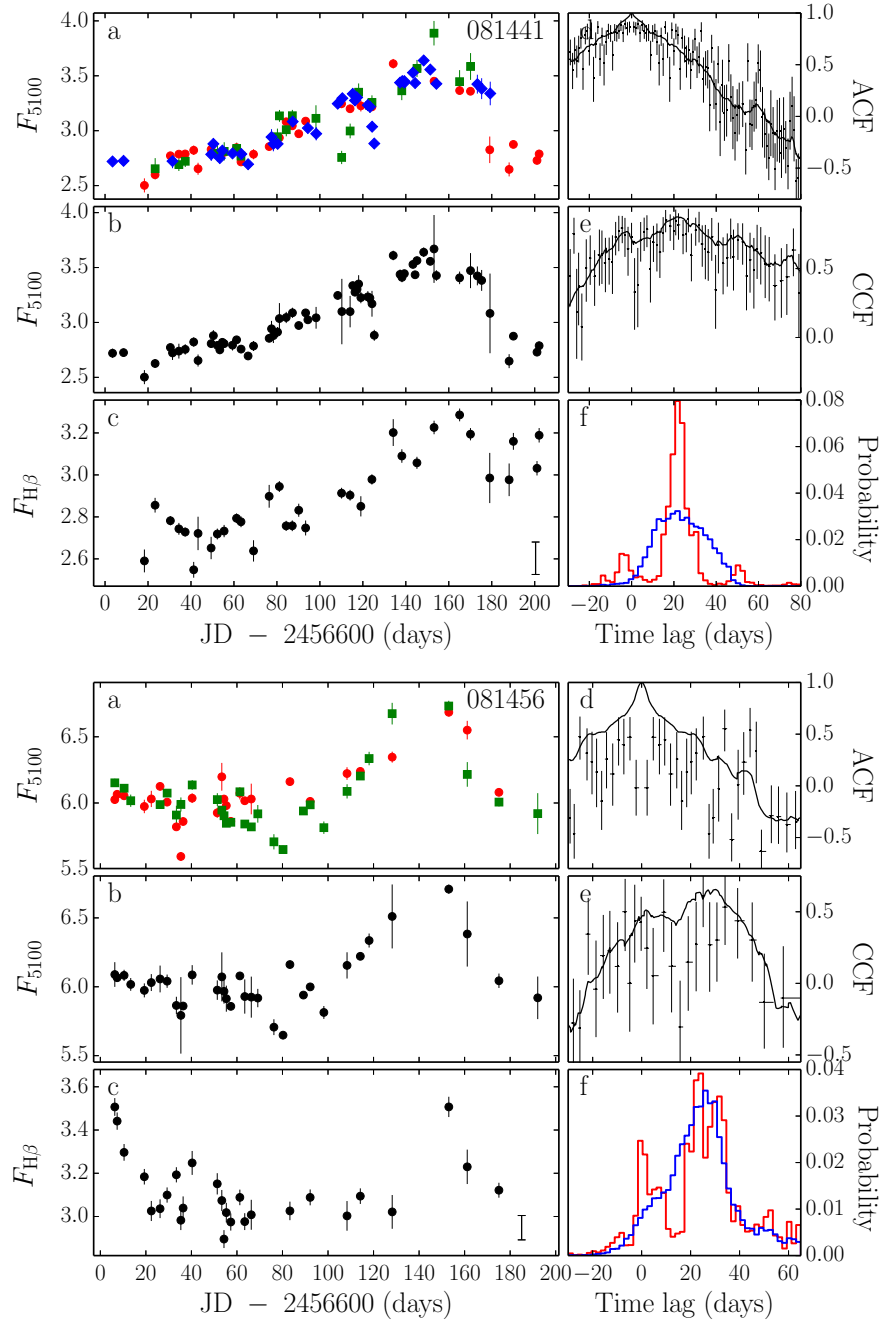 a 081441
F5100
4.0
3.5
3.0
2.5
1.0
0.5
0.0
−0.5
ACF
b
F5100
4.0
3.5
3.0
2.5
e
0.5
0.0
CCF
c
FHβ
3.2
3.0
2.8
2.6
f
0.08
0.06
0.04
0.02
0.00
Probability
0 20 40 60 80 100 120 140 160 180 200
JD − 2456600 (days)
−20 0 20 40 60 80
Time lag (days)
a 081456
F5100
6.5
6.0
5.5
d
1.0
0.5
0.0
−0.5
ACF
b
F5100
6.5
6.0
5.5
e
0.5
0.0
−0.5
CCF
c
FHβ
3.6
3.4
3.2
3.0
f
0.04
0.03
0.02
0.01
0.00
Probability
0 20 40 60 80 100 120 140 160 180 200
JD − 2456600 (days)
−20 0 20 40 60
Time lag (days)